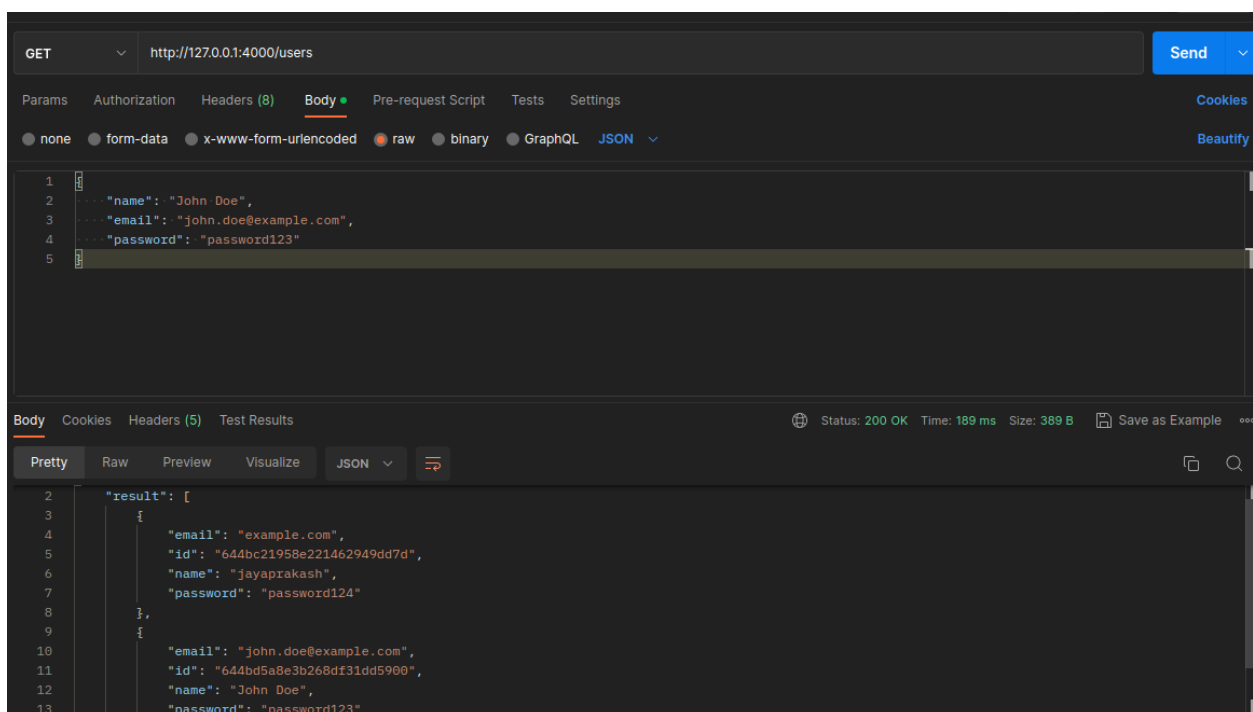 GET http://127.0.0.1:4000/users Send
Params Authorization Headers (8) Body Pre-request Script Tests Settings Cookies
none form-data x-www-form-urlencoded raw binary GraphQL JSON Beautify
1 {
2 "name": "John Doe",
3 "email": "john.doe@example.com",
4 "password": "password123"
5 }
Body Cookies Headers (5) Test Results Status: 200 OK Time: 189 ms Size: 389 B Save as Example
Pretty Raw Preview Visualize JSON
2 "result": [
3 {
4 "email": "example.com",
5 "id": "644bc21958e221462949dd7d",
6 "name": "jayaprakash",
7 "password": "password124"
8 },
9 {
10 "email": "john.doe@example.com",
11 "id": "644bd5a8e3b268df31dd5900",
12 "name": "John Doe",
13 "password": "password123"